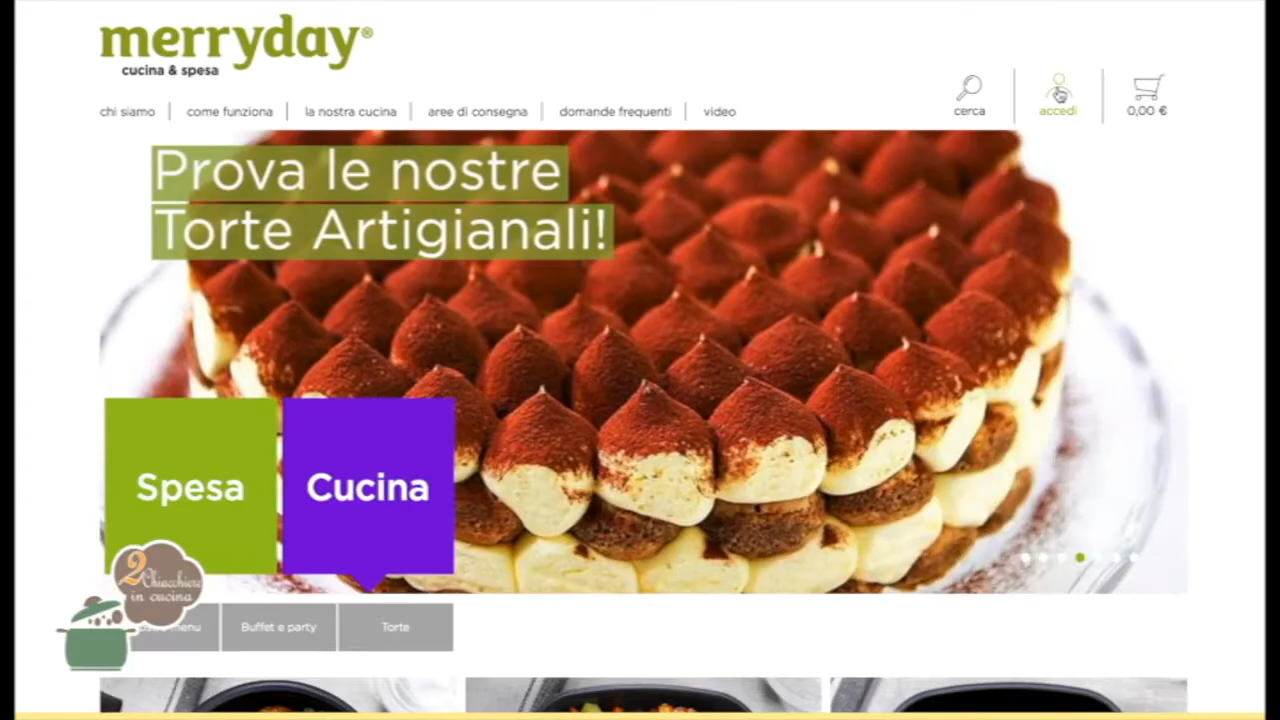 merryday®
cucina & spesa
chi siamo
come funziona
la nostra cucina
aree di consegna
domande frequenti
video
cerca
accedi
0,00 €
Prova le nostre
Torte Artigianali!
Spesa
Cucina
2 Chiacchiere
in cucina
menu
Buffet e party
Torte